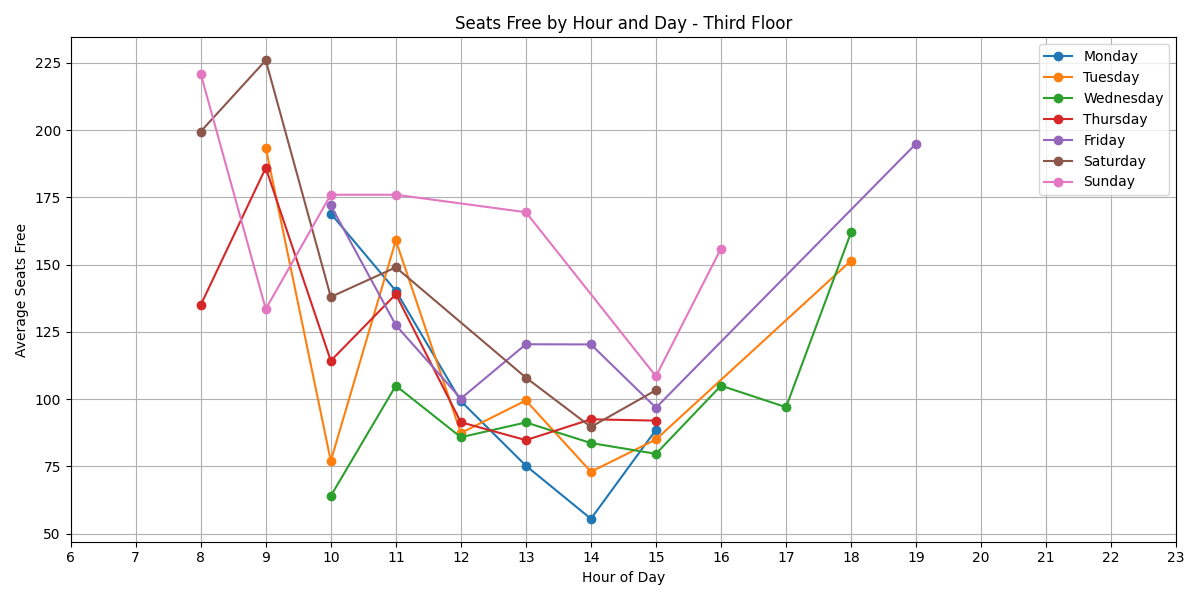 Seats Free by Hour and Day - Third Floor
Average Seats Free
225
200
175
150
125
100
75
50
6 7 8 9 10 11 12 13 14 15 16 17 18 19 20 21 22 23
Hour of Day
Monday
Tuesday
Wednesday
Thursday
Friday
Saturday
Sunday